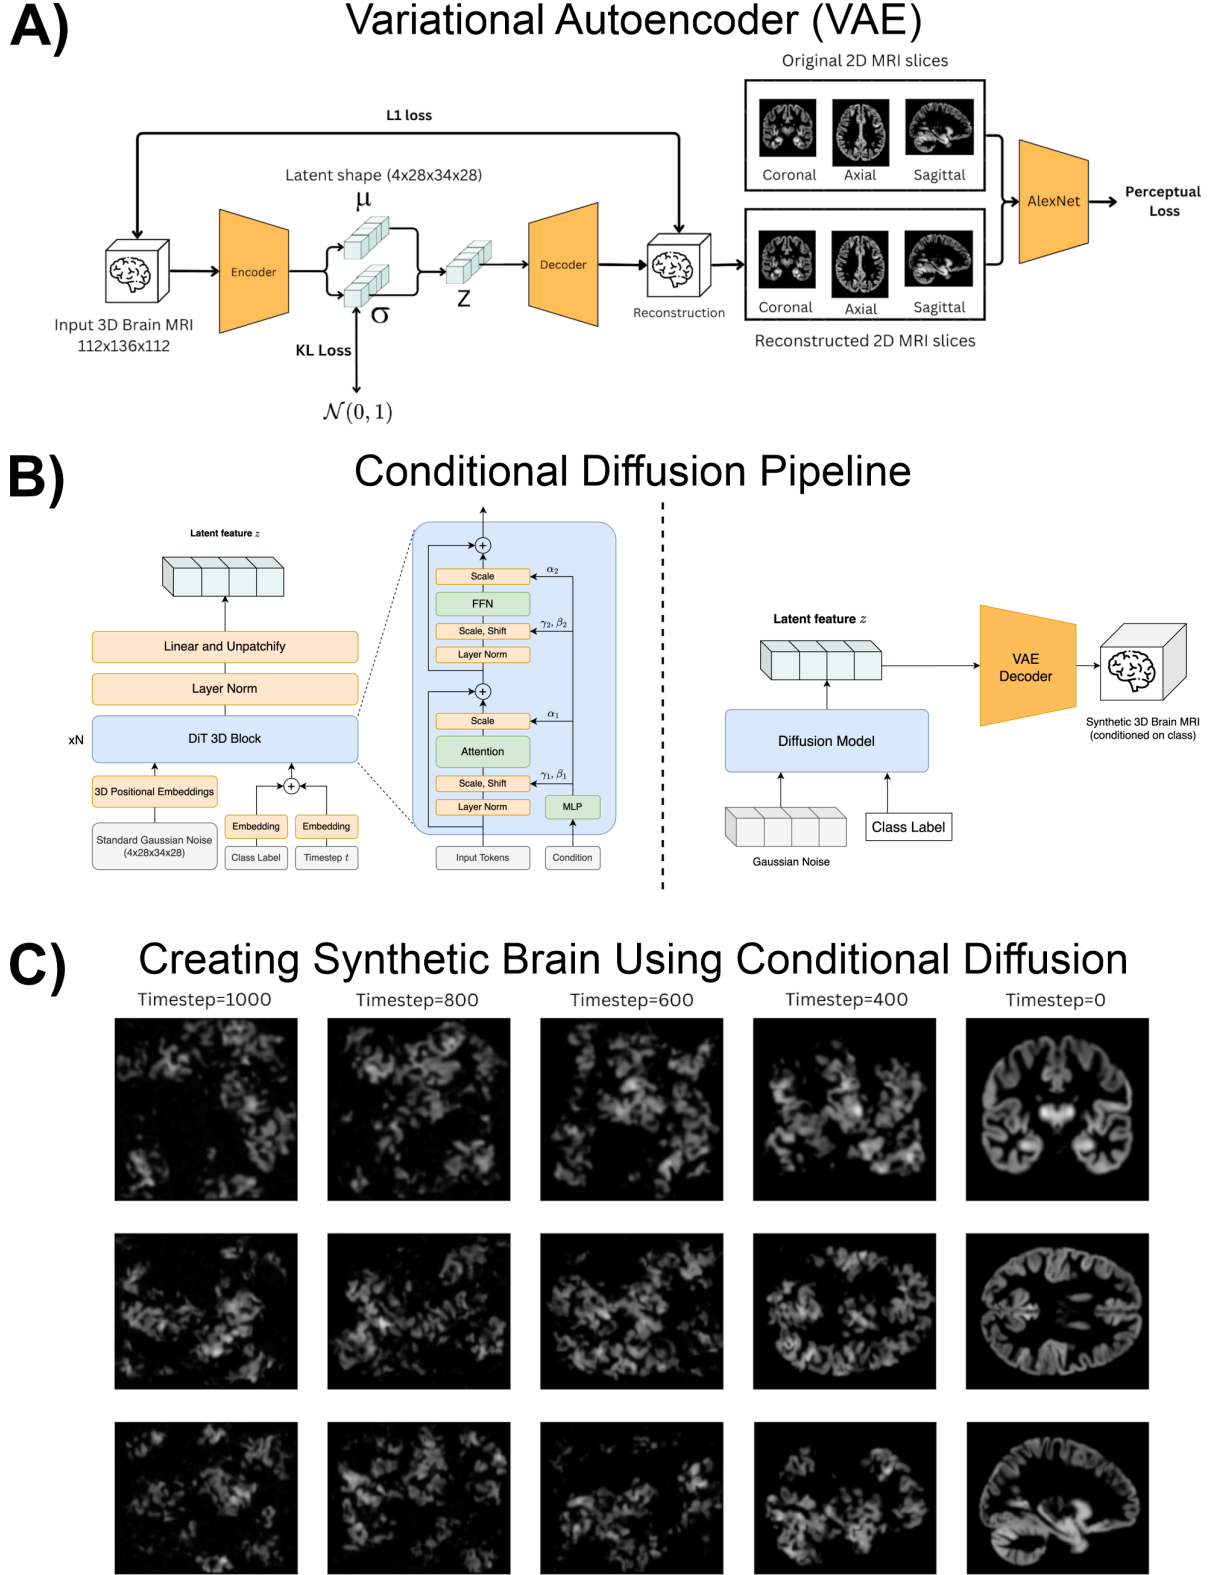 A)
Variational Autoencoder (VAE)
Original 2D MRI slices
L1 loss
Coronal
Axial
Sagittal
Latent shape (4x28x34x28)
μ
Encoder
σ
Z
Decoder
Reconstruction
AlexNet
Perceptual
Loss
Input 3D Brain MRI
112x136x112
KL Loss
𝒩(0, 1)
Coronal
Axial
Sagittal
Reconstructed 2D MRI slices
B)
Conditional Diffusion Pipeline
Latent feature z
Linear and Unpatchify
Layer Norm
xN
DiT 3D Block
3D Positional Embeddings
+
Standard Gaussian Noise
(4x28x34x28)
Embedding
Embedding
Class Label
Timestep t
+
Scale
α₂
FFN
Scale, Shift
γ₂, β₂
Layer Norm
+
Scale
α₁
Attention
Scale, Shift
γ₁, β₁
Layer Norm
MLP
Input Tokens
Condition
Latent feature z
VAE
Decoder
Synthetic 3D Brain MRI
(conditioned on class)
Diffusion Model
Class Label
Gaussian Noise
C)
Creating Synthetic Brain Using Conditional Diffusion
Timestep=1000
Timestep=800
Timestep=600
Timestep=400
Timestep=0